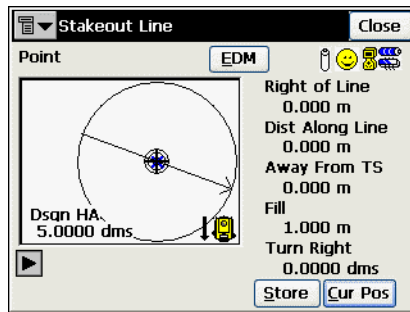 Stakeout Line Close
Point EDM
Right of Line
0.000 m
Dist Along Line
0.000 m
Away From TS
0.000 m
Fill
1.000 m
Turn Right
0.0000 dms
Dsgn HA
5.0000 dms
Store Cur Pos